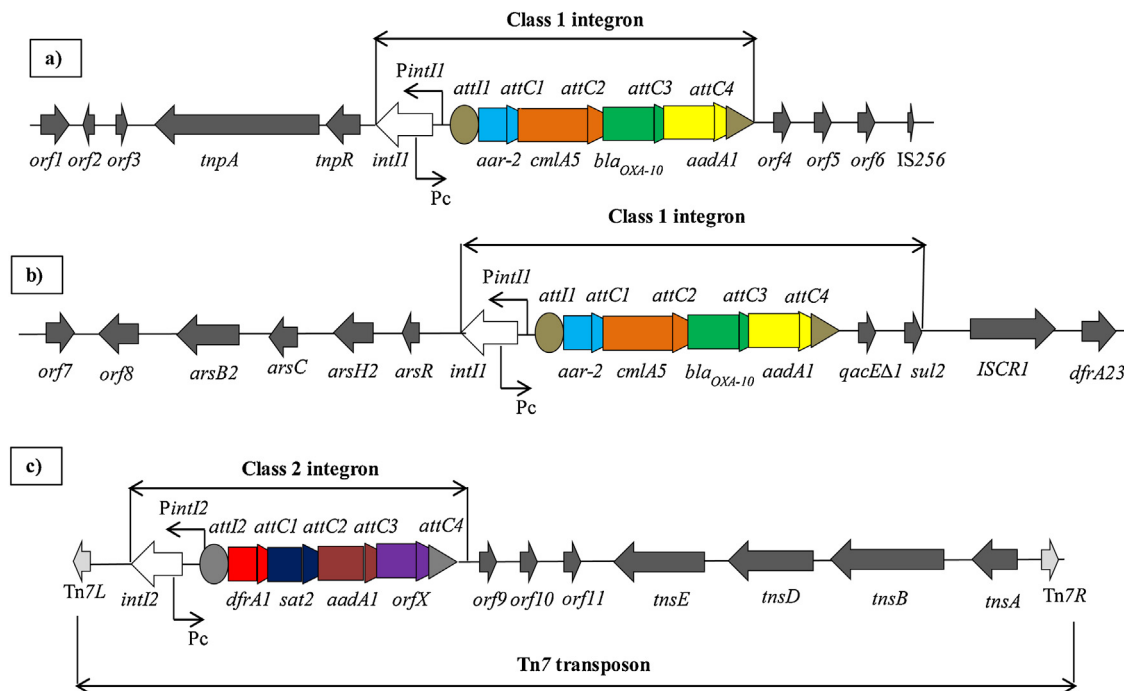 Class 1 integron
a)
PintI1
attI1 attC1 attC2 attC3 attC4
orf1 orf2 orf3 tnpA tnpR intI1 aar-2 cmlA5 blaOXA-10 aadA1 orf4 orf5 orf6 IS256
Pc
Class 1 integron
b)
PintI1
attI1 attC1 attC2 attC3 attC4
orf7 orf8 arsB2 arsC arsH2 arsR intI1 aar-2 cmlA5 blaOXA-10 aadA1 qacEΔ1 sul2 ISCR1 dfrA23
Pc
c)
Class 2 integron
PintI2
attI2 attC1 attC2 attC3 attC4
Tn7L intI2 dfrA1 sat2 aadA1 orfX orf9 orf10 orf11 tnsE tnsD tnsB tnsA Tn7R
Pc
Tn7 transposon